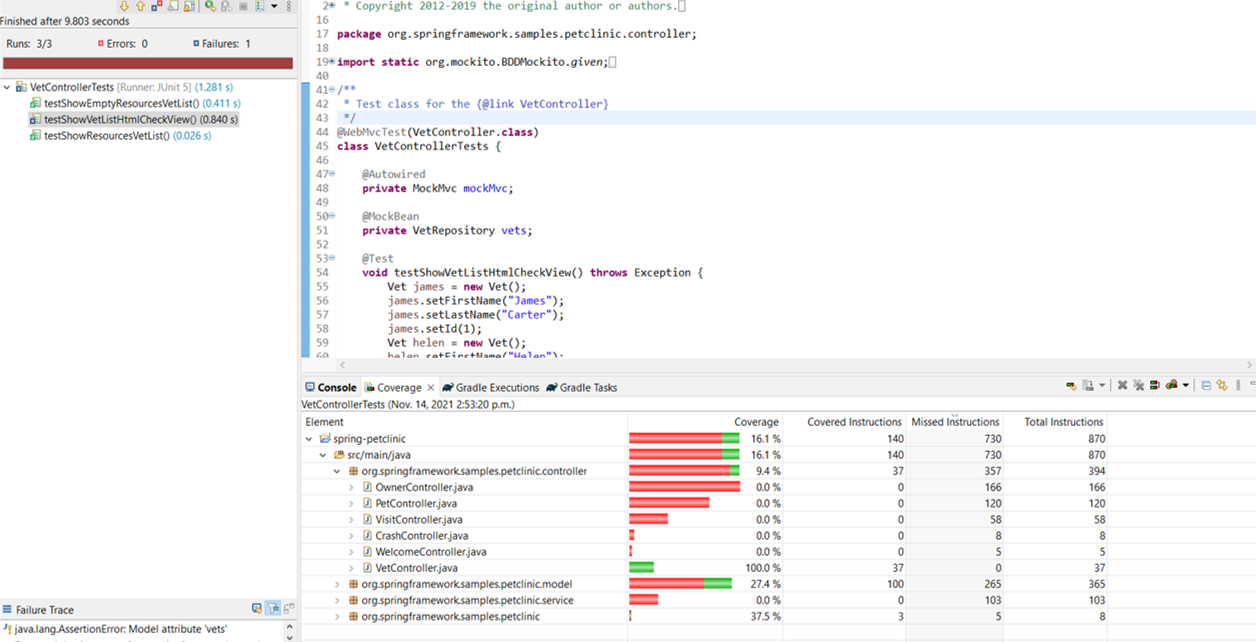 Finished after 9.803 seconds
Runs: 3/3 Errors: 0 Failures: 1
VetControllerTests [Runner: JUnit 5] (1.281 s)
testShowEmptyResourcesVetList() (0.411 s)
testShowVetListHtmlCheckView() (0.840 s)
testShowResourcesVetList() (0.026 s)
Failure Trace
java.lang.AssertionError: Model attribute 'vets'
2 * Copyright 2012-2019 the original author or authors.
16
17 package org.springframework.samples.petclinic.controller;
18
19 import static org.mockito.BDDMockito.given;
40
41 /**
42 * Test class for the {@link VetController}
43 */
44 @WebMvcTest(VetController.class)
45 class VetControllerTests {
46
47 @Autowired
48 private MockMvc mockMvc;
49
50 @MockBean
51 private VetRepository vets;
52
53 @Test
54 void testShowVetListHtmlCheckView() throws Exception {
55 Vet james = new Vet();
56 james.setFirstName("James");
57 james.setLastName("Carter");
58 james.setId(1);
59 Vet helen = new Vet();
60 helen.setFirstName("Helen");
Console Coverage Gradle Executions Gradle Tasks
VetControllerTests (Nov. 14, 2021 2:53:20 p.m.)
Element Coverage Covered Instructions Missed Instructions Total Instructions
spring-petclinic 16.1 % 140 730 870
src/main/java 16.1 % 140 730 870
org.springframework.samples.petclinic.controller 9.4 % 37 357 394
OwnerController.java 0.0 % 0 166 166
PetController.java 0.0 % 0 120 120
VisitController.java 0.0 % 0 58 58
CrashController.java 0.0 % 0 8 8
WelcomeController.java 0.0 % 0 5 5
VetController.java 100.0 % 37 0 37
org.springframework.samples.petclinic.model 27.4 % 100 265 365
org.springframework.samples.petclinic.service 0.0 % 0 103 103
org.springframework.samples.petclinic 37.5 % 3 5 8